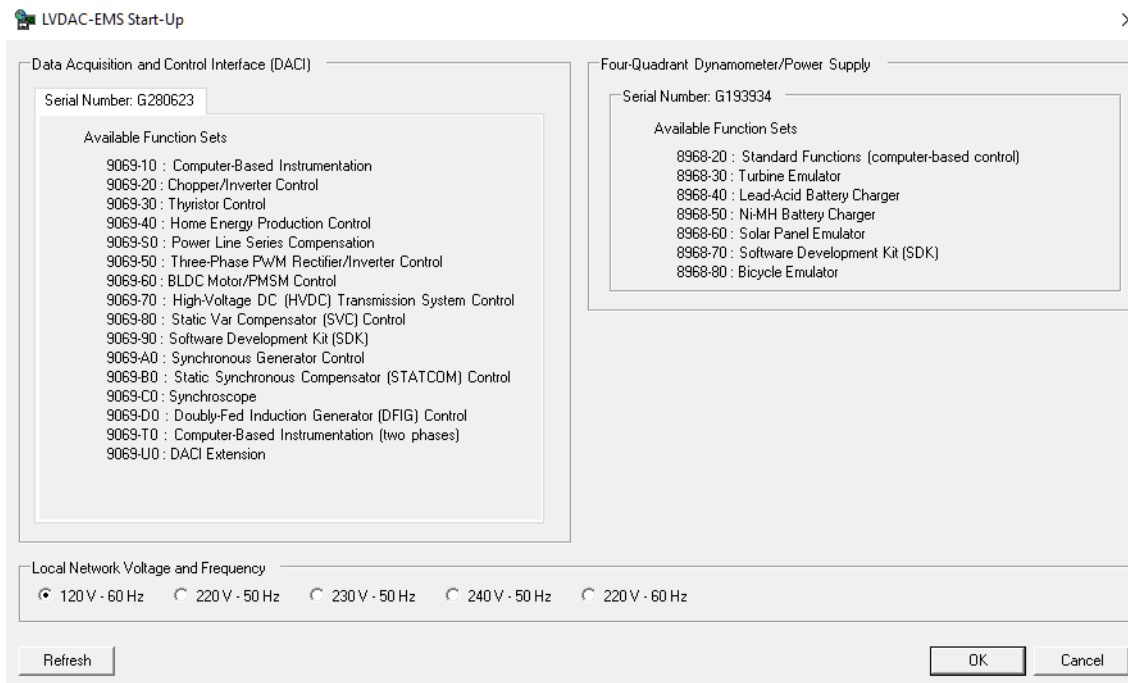 LVDAC-EMS Start-Up
Data Acquisition and Control Interface (DACI)
Serial Number: G280623
Available Function Sets
9069-10 : Computer-Based Instrumentation
9069-20 : Chopper/Inverter Control
9069-30 : Thyristor Control
9069-40 : Home Energy Production Control
9069-S0 : Power Line Series Compensation
9069-50 : Three-Phase PWM Rectifier/Inverter Control
9069-60 : BLDC Motor/PMSM Control
9069-70 : High-Voltage DC (HVDC) Transmission System Control
9069-80 : Static Var Compensator (SVC) Control
9069-90 : Software Development Kit (SDK)
9069-A0 : Synchronous Generator Control
9069-B0 : Static Synchronous Compensator (STATCOM) Control
9069-C0 : Synchroscope
9069-D0 : Doubly-Fed Induction Generator (DFIG) Control
9069-T0 : Computer-Based Instrumentation (two phases)
9069-U0 : DACI Extension
Four-Quadrant Dynamometer/Power Supply
Serial Number: G193934
Available Function Sets
8968-20 : Standard Functions (computer-based control)
8968-30 : Turbine Emulator
8968-40 : Lead-Acid Battery Charger
8968-50 : Ni-MH Battery Charger
8968-60 : Solar Panel Emulator
8968-70 : Software Development Kit (SDK)
8968-80 : Bicycle Emulator
Local Network Voltage and Frequency
120 V - 60 Hz 220 V - 50 Hz 230 V - 50 Hz 240 V - 50 Hz 220 V - 60 Hz
Refresh OK Cancel